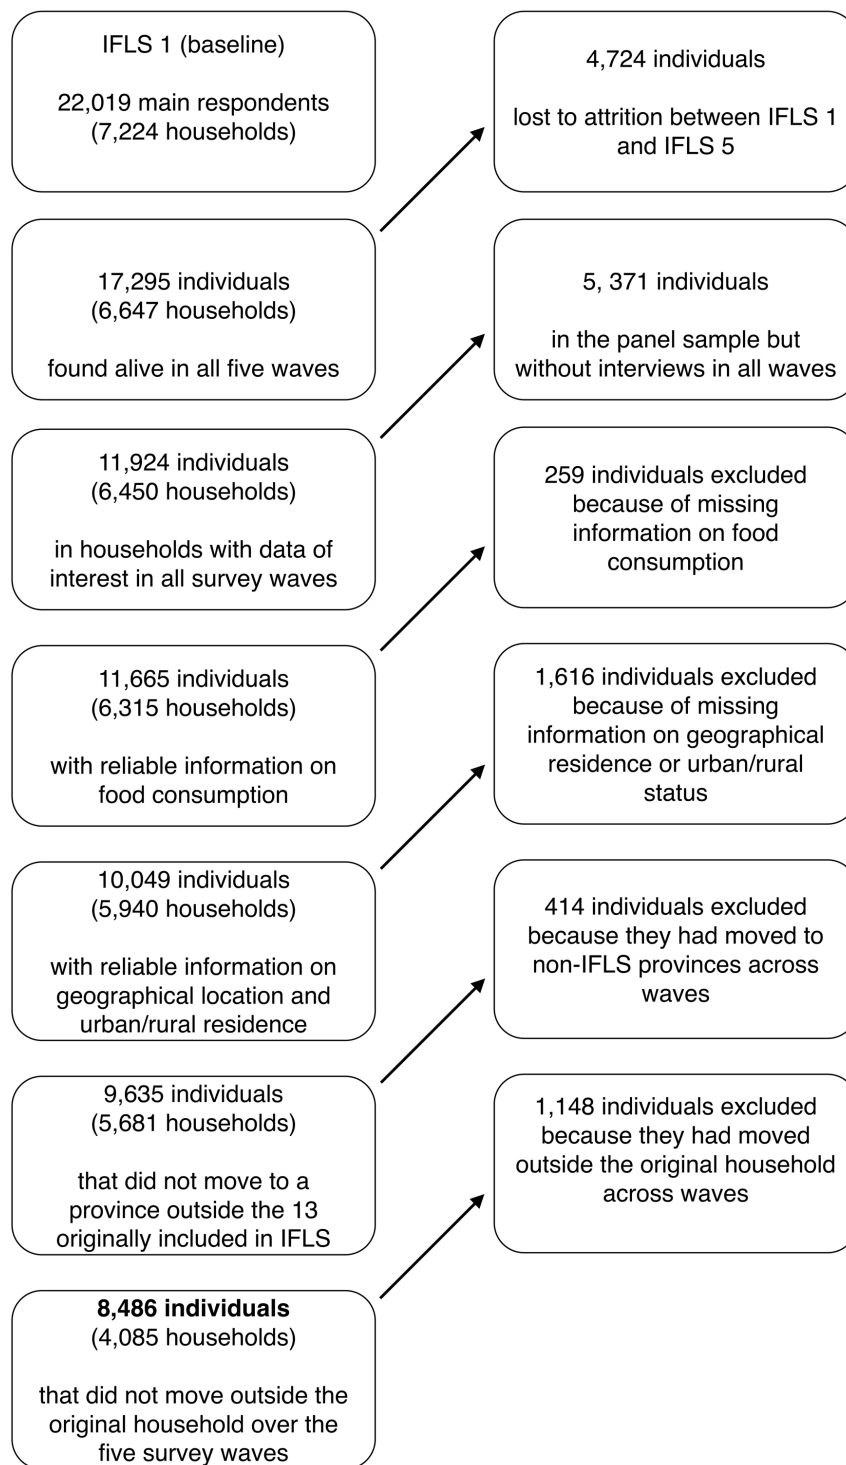 IFLS 1 (baseline)
22,019 main respondents
(7,224 households)
4,724 individuals
lost to attrition between IFLS 1
and IFLS 5
17,295 individuals
(6,647 households)
found alive in all five waves
5, 371 individuals
in the panel sample but
without interviews in all waves
11,924 individuals
(6,450 households)
in households with data of
interest in all survey waves
259 individuals excluded
because of missing
information on food
consumption
11,665 individuals
(6,315 households)
with reliable information on
food consumption
1,616 individuals excluded
because of missing
information on geographical
residence or urban/rural
status
10,049 individuals
(5,940 households)
with reliable information on
geographical location and
urban/rural residence
414 individuals excluded
because they had moved to
non-IFLS provinces across
waves
9,635 individuals
(5,681 households)
that did not move to a
province outside the 13
originally included in IFLS
1,148 individuals excluded
because they had moved
outside the original household
across waves
8,486 individuals
(4,085 households)
that did not move outside the
original household over the
five survey waves